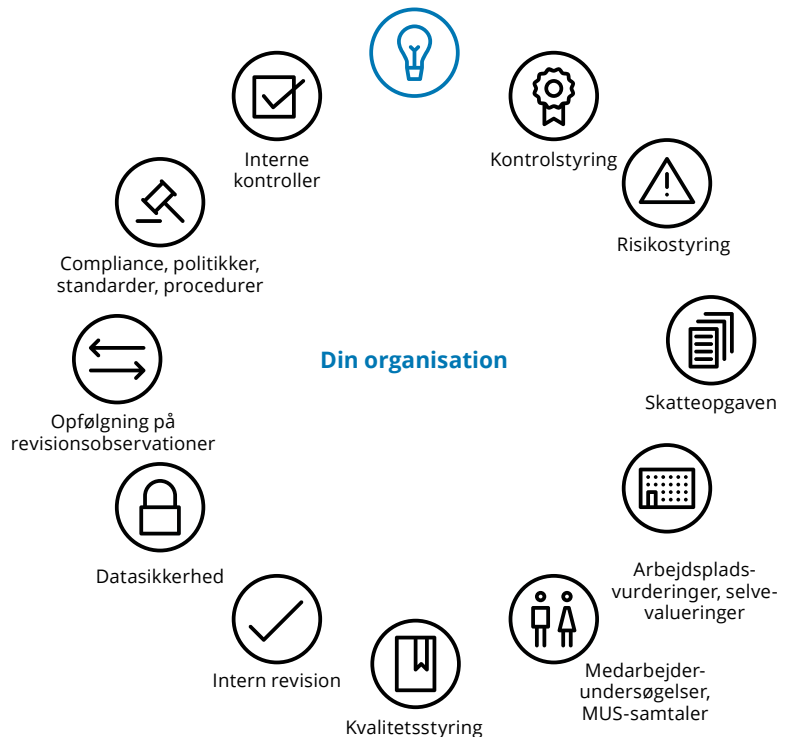 Interne
kontroller
Kontrolstyring
Risikostyring
Compliance, politikker,
standarder, procedurer
Din organisation
Skatteopgaven
Opfølgning på
revisionsobservationer
Arbejdsplads-
vurderinger, selve-
valueringer
Datasikkerhed
Medarbejder-
undersøgelser,
MUS-samtaler
Intern revision
Kvalitetsstyring